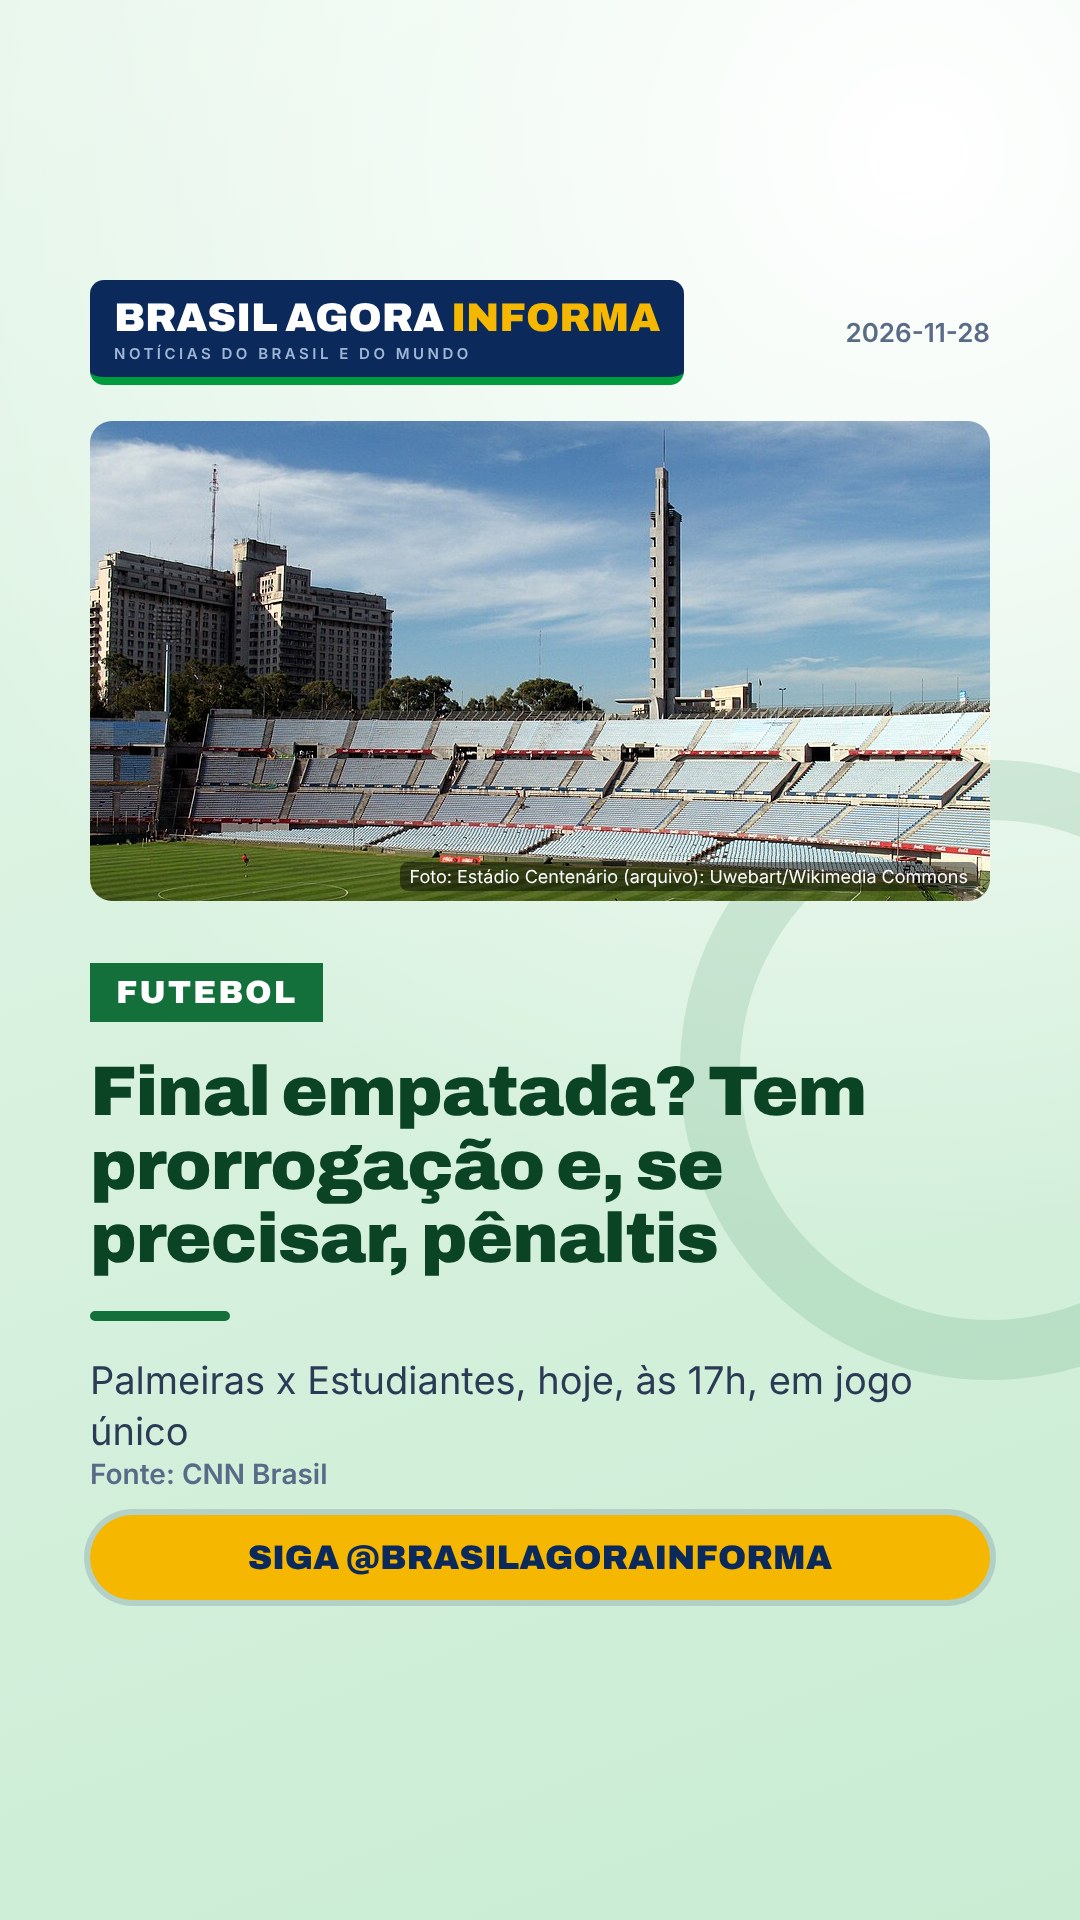 BRASIL AGORA INFORMA
NOTÍCIAS DO BRASIL E DO MUNDO
2026-11-28
Foto: Estádio Centenário (arquivo): Uwebart/Wikimedia Commons
FUTEBOL
Final empatada? Tem
prorrogação e, se
precisar, pênaltis
Palmeiras x Estudiantes, hoje, às 17h, em jogo
único
Fonte: CNN Brasil
SIGA @BRASILAGORAINFORMA